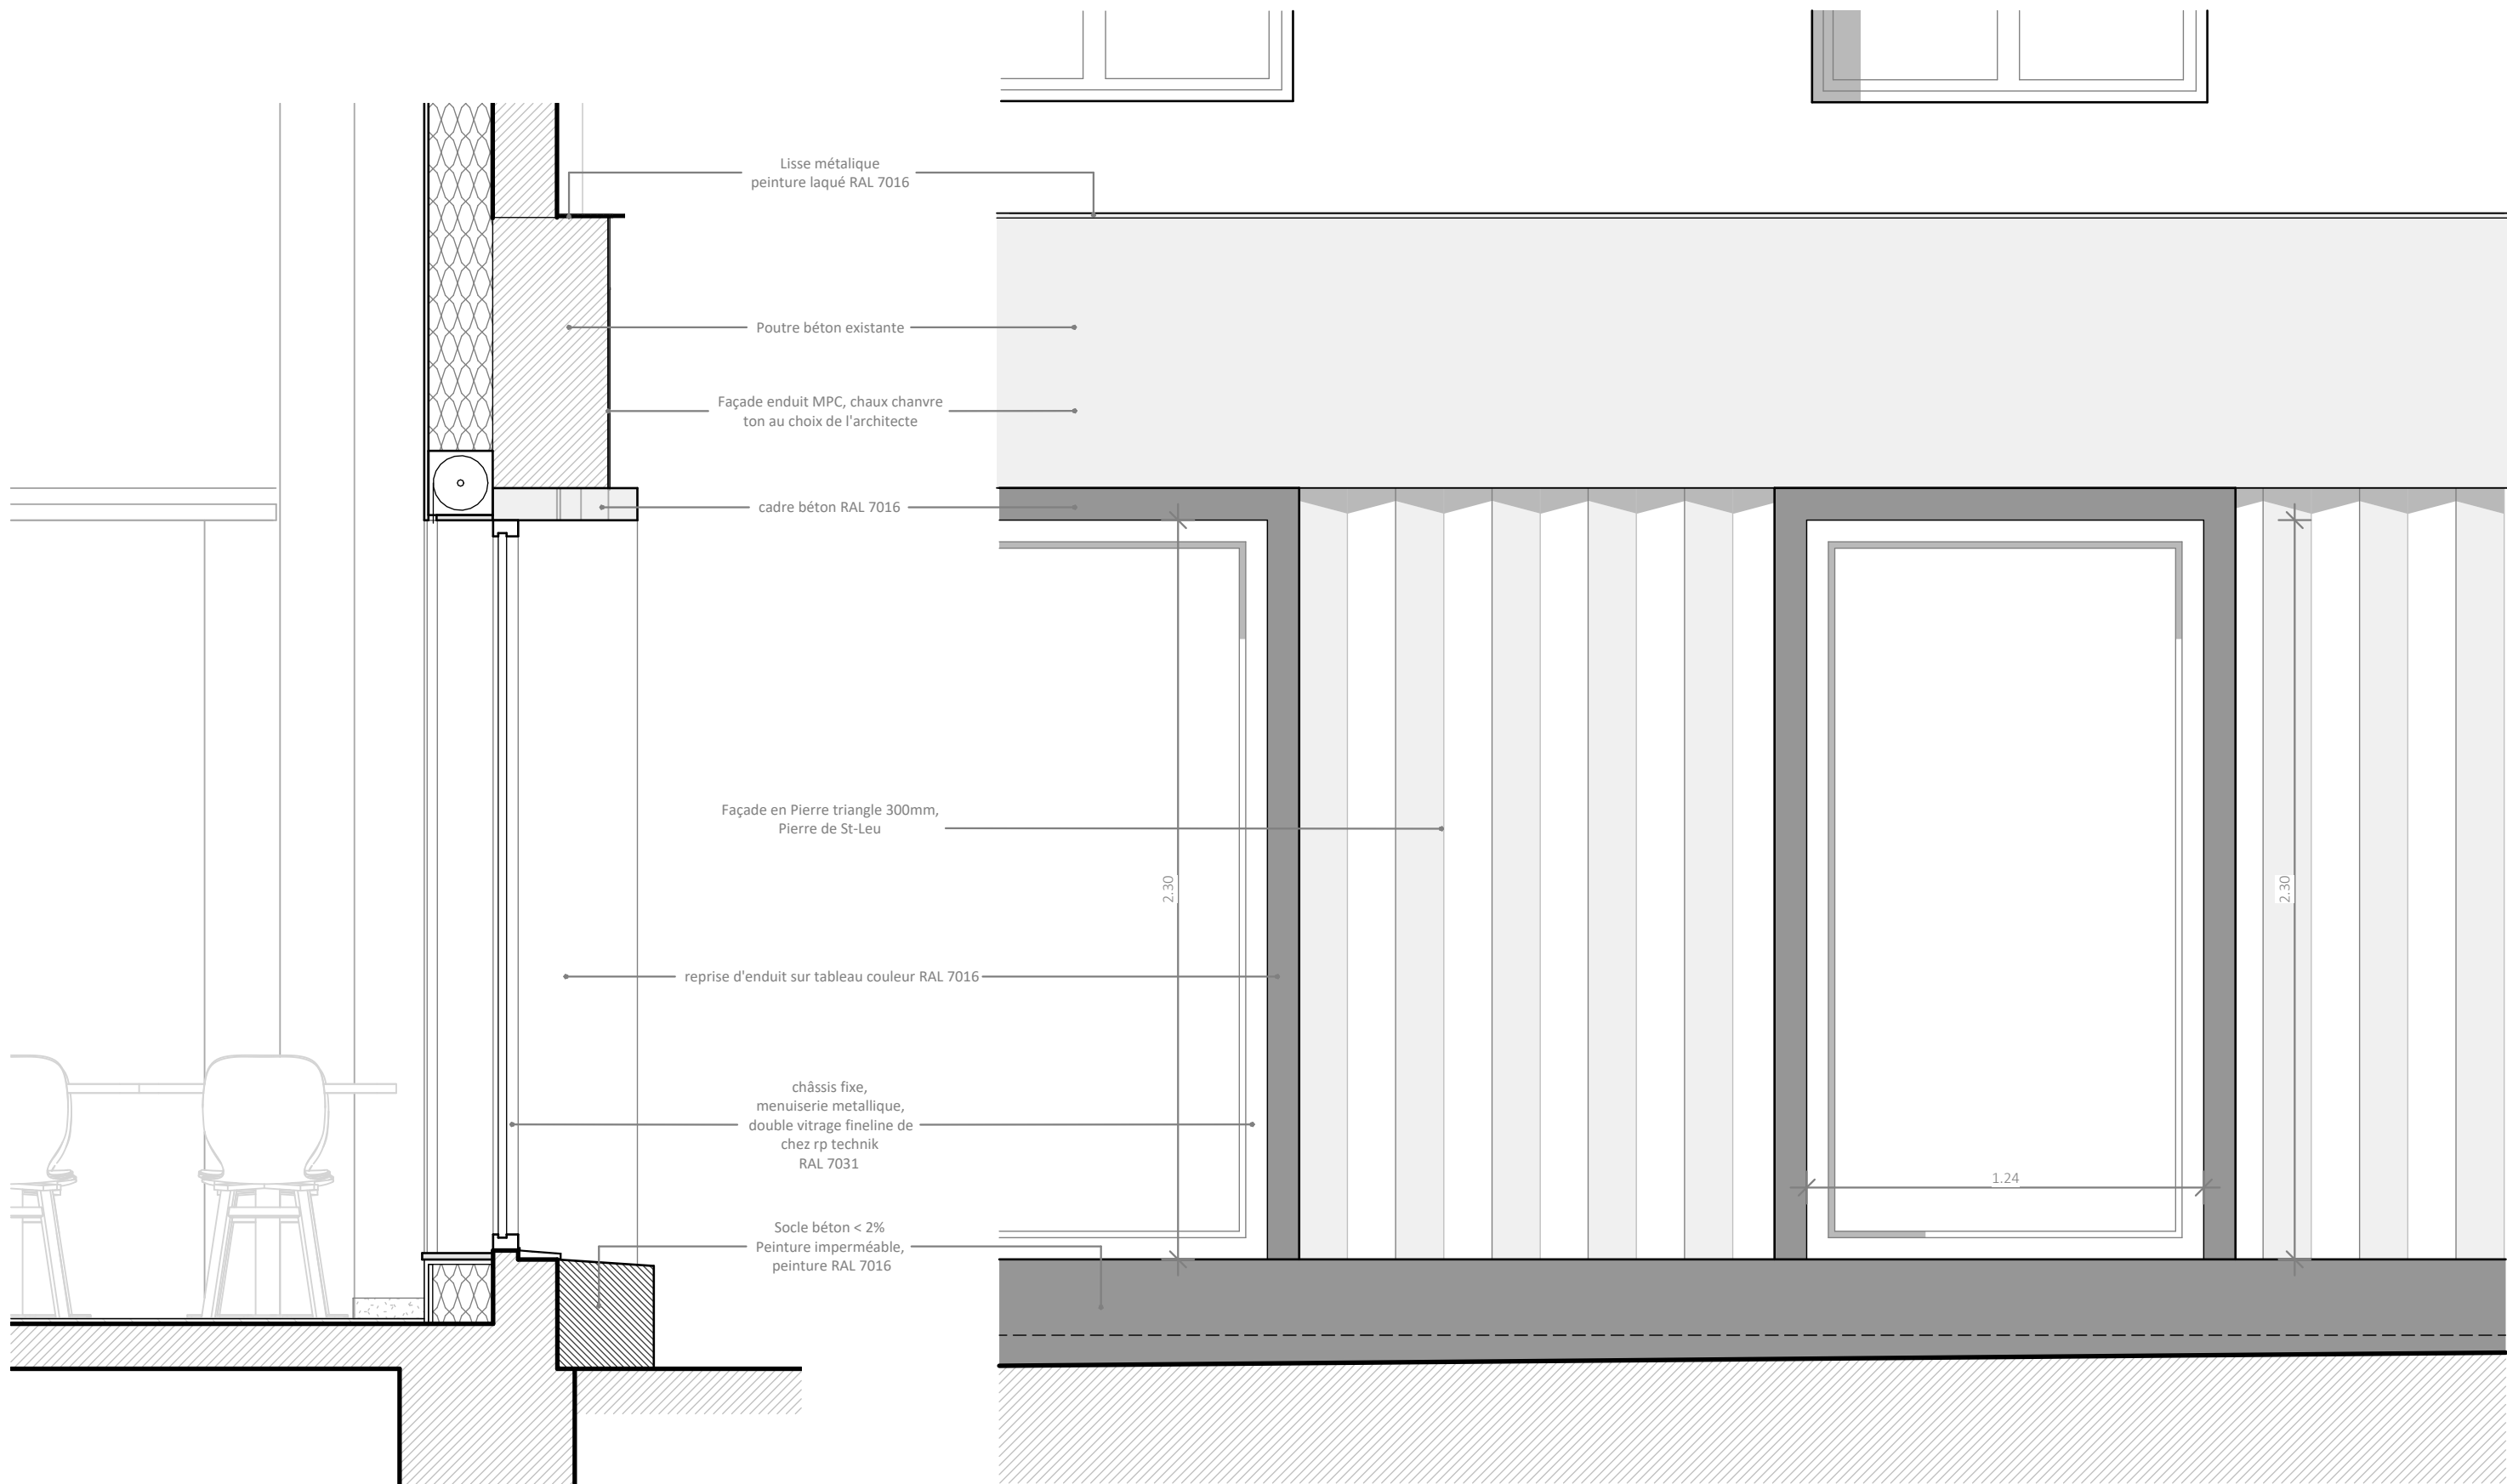 Lisse métalique
peinture laqué RAL 7016
Poutre béton existante
Façade enduit MPC, chaux chanvre
ton au choix de l'architecte
cadre béton RAL 7016
Façade en Pierre triangle 300mm,
Pierre de St-Leu
2.30
2.30
reprise d'enduit sur tableau couleur RAL 7016
châssis fixe,
menuiserie metallique,
double vitrage fineline de
chez rp technik
RAL 7031
1.24
Socle béton < 2%
Peinture imperméable,
peinture RAL 7016